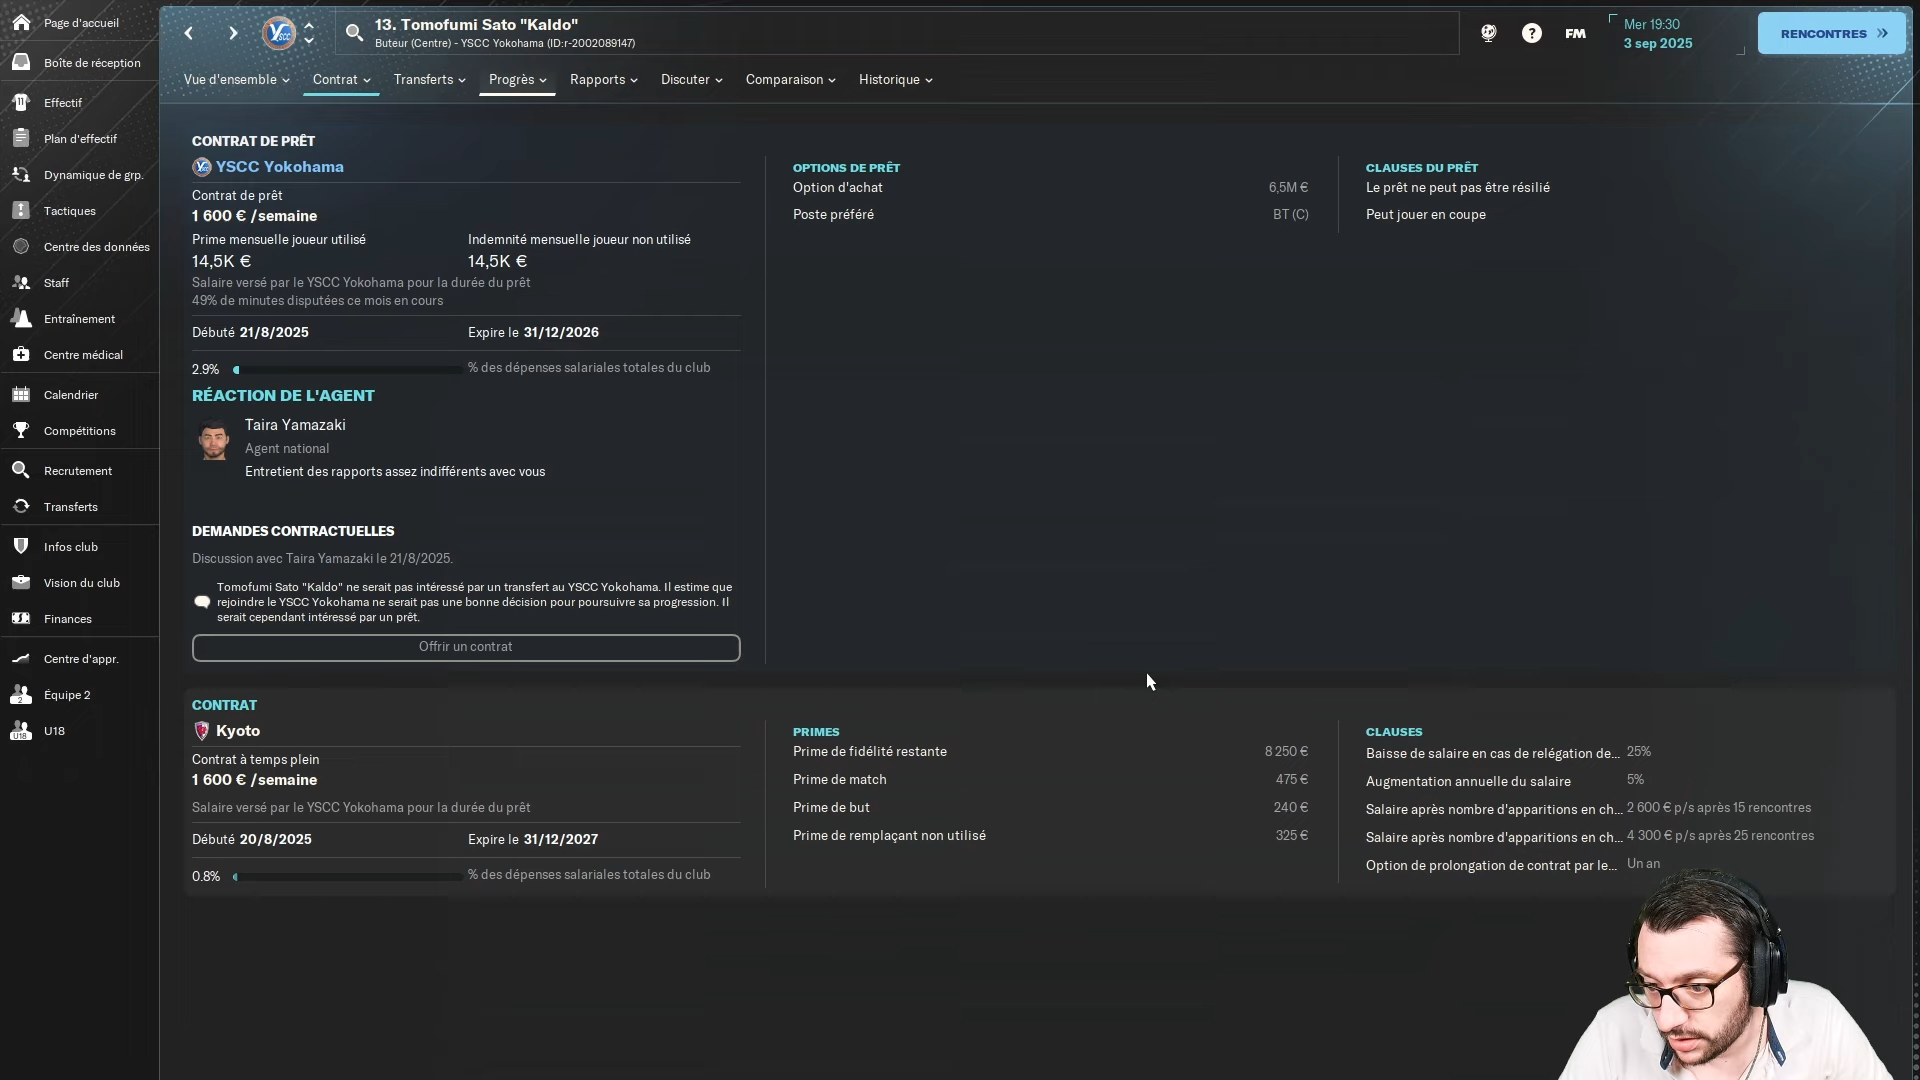 Page d'accueil
Boîte de réception
Effectif
Plan d'effectif
Dynamique de grp.
Tactiques
Centre des données
Staff
Entraînement
Centre médical
Calendrier
Compétitions
Recrutement
Transferts
Infos club
Vision du club
Finances
Centre d'appr.
Équipe 2
U18
13. Tomofumi Sato "Kaldo"
Buteur (Centre) - YSCC Yokohama (ID:r-2002089147)
FM
Mer 19:30
3 sep 2025
RENCONTRES
Vue d'ensemble
Contrat
Transferts
Progrès
Rapports
Discuter
Comparaison
Historique
CONTRAT DE PRÊT
YSCC Yokohama
Contrat de prêt
1 600 € /semaine
Prime mensuelle joueur utilisé
Indemnité mensuelle joueur non utilisé
14,5K €
14,5K €
Salaire versé par le YSCC Yokohama pour la durée du prêt
49% de minutes disputées ce mois en cours
Débuté 21/8/2025
Expire le 31/12/2026
2.9%
% des dépenses salariales totales du club
OPTIONS DE PRÊT
Option d'achat 6,5M €
Poste préféré BT (C)
CLAUSES DU PRÊT
Le prêt ne peut pas être résilié
Peut jouer en coupe
RÉACTION DE L'AGENT
Taira Yamazaki
Agent national
Entretient des rapports assez indifférents avec vous
DEMANDES CONTRACTUELLES
Discussion avec Taira Yamazaki le 21/8/2025.
Tomofumi Sato "Kaldo" ne serait pas intéressé par un transfert au YSCC Yokohama. Il estime que
rejoindre le YSCC Yokohama ne serait pas une bonne décision pour poursuivre sa progression. Il
serait cependant intéressé par un prêt.
Offrir un contrat
CONTRAT
Kyoto
Contrat à temps plein
1 600 € /semaine
Salaire versé par le YSCC Yokohama pour la durée du prêt
Débuté 20/8/2025
Expire le 31/12/2027
0.8%
% des dépenses salariales totales du club
PRIMES
Prime de fidélité restante 8 250 €
Prime de match 475 €
Prime de but 240 €
Prime de remplaçant non utilisé 325 €
CLAUSES
Baisse de salaire en cas de relégation de... 25%
Augmentation annuelle du salaire 5%
Salaire après nombre d'apparitions en ch... 2 600 € p/s après 15 rencontres
Salaire après nombre d'apparitions en ch... 4 300 € p/s après 25 rencontres
Option de prolongation de contrat par le... Un an